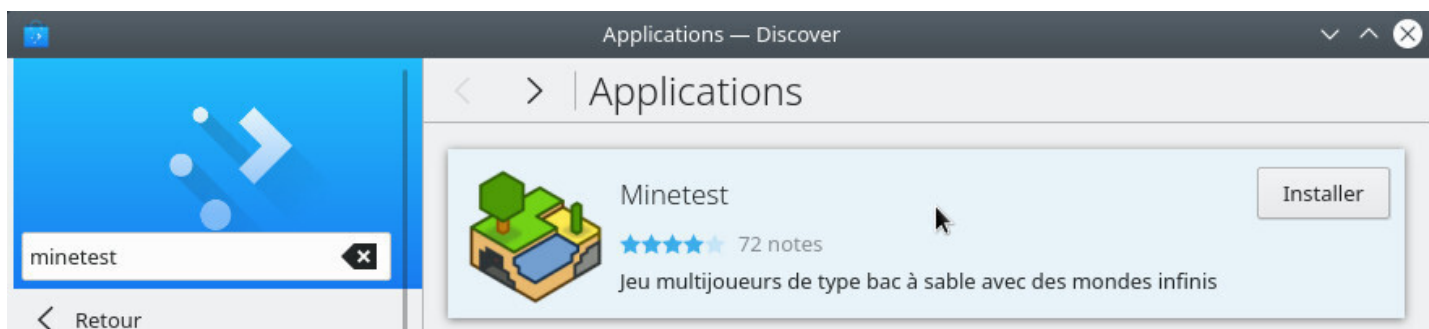 Applications — Discover
Applications
minetest
Retour
Minetest
Installer
72 notes
Jeu multijoueurs de type bac à sable avec des mondes infinis